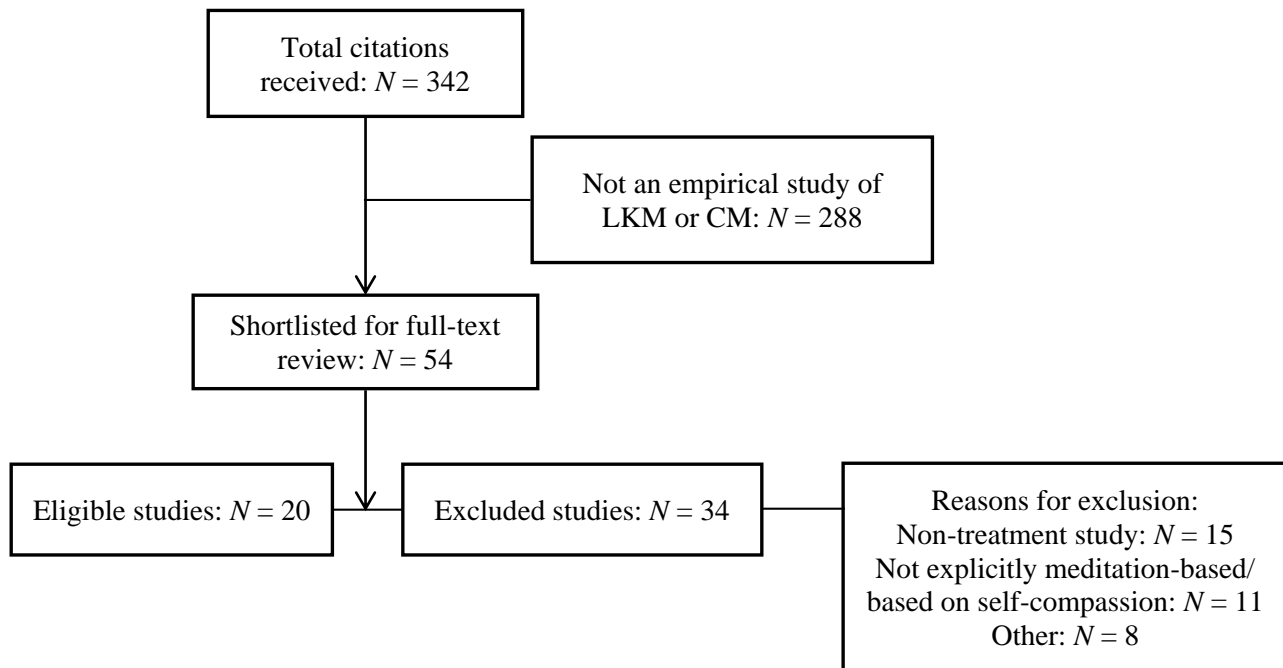 Total citations
received: N = 342
Not an empirical study of
LKM or CM: N = 288
Shortlisted for full-text
review: N = 54
Eligible studies: N = 20
Excluded studies: N = 34
Reasons for exclusion:
Non-treatment study: N = 15
Not explicitly meditation-based/
based on self-compassion: N = 11
Other: N = 8